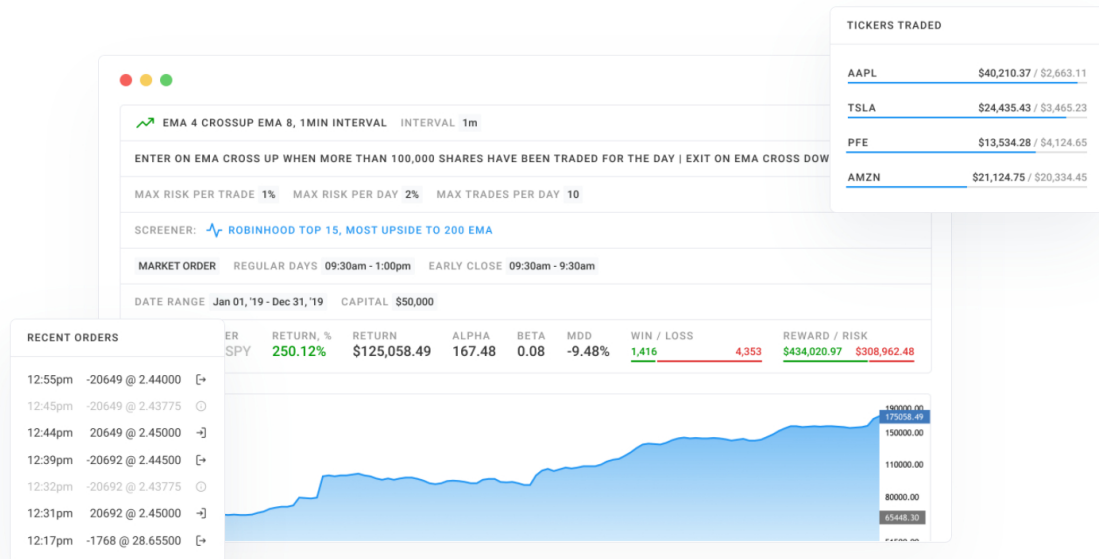 TICKERS TRADED
AAPL $40,210.37 / $2,663.11
TSLA $24,435.43 / $3,465.23
PFE $13,534.28 / $4,124.65
AMZN $21,124.75 / $20,334.45
EMA 4 CROSSUP EMA 8, 1MIN INTERVAL INTERVAL 1m
ENTER ON EMA CROSS UP WHEN MORE THAN 100,000 SHARES HAVE BEEN TRADED FOR THE DAY | EXIT ON EMA CROSS DOW
MAX RISK PER TRADE 1% MAX RISK PER DAY 2% MAX TRADES PER DAY 10
SCREENER: ROBINHOOD TOP 15, MOST UPSIDE TO 200 EMA
MARKET ORDER REGULAR DAYS 09:30am - 1:00pm EARLY CLOSE 09:30am - 9:30am
DATE RANGE Jan 01, '19 - Dec 31, '19 CAPITAL $50,000
ER RETURN, % RETURN ALPHA BETA MDD WIN / LOSS REWARD / RISK
SPY 250.12% $125,058.49 167.48 0.08 -9.48% 1,416 4,353 $434,020.97 $308,962.48
RECENT ORDERS
12:55pm -20649 @ 2.44000
12:45pm -20649 @ 2.43775
12:44pm 20649 @ 2.45000
12:39pm -20692 @ 2.44500
12:32pm -20692 @ 2.43775
12:31pm 20692 @ 2.45000
12:17pm -1768 @ 28.65500
190000.00
175058.49
150000.00
110000.00
80000.00
65448.30